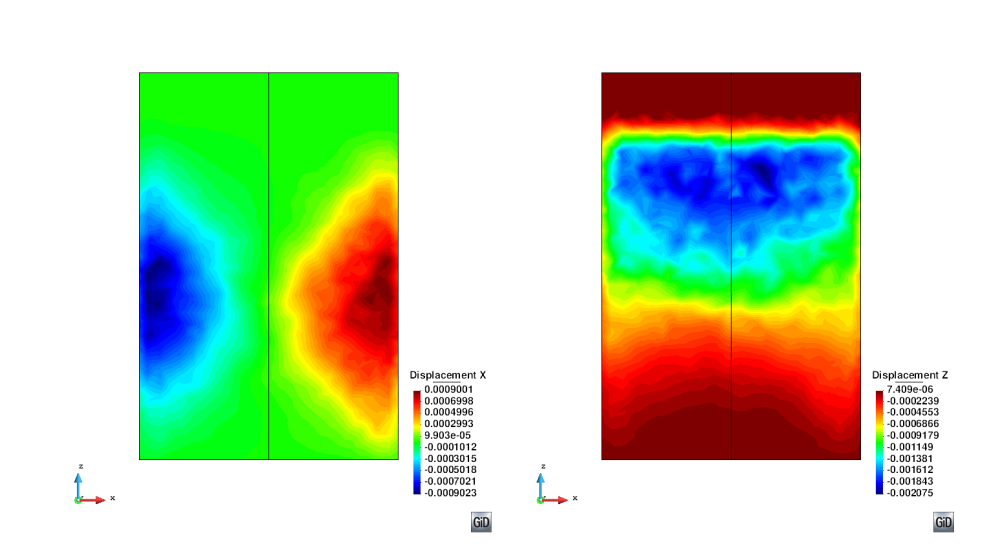 Displacement X
0.0009001
0.0006998
0.0004996
0.0002993
9.903e-05
-0.0001012
-0.0003015
-0.0005018
-0.0007021
-0.0009023
z
x
GiD
Displacement Z
7.409e-06
-0.0002239
-0.0004553
-0.0006866
-0.0009179
-0.001149
-0.001381
-0.001612
-0.001843
-0.002075
z
x
GiD